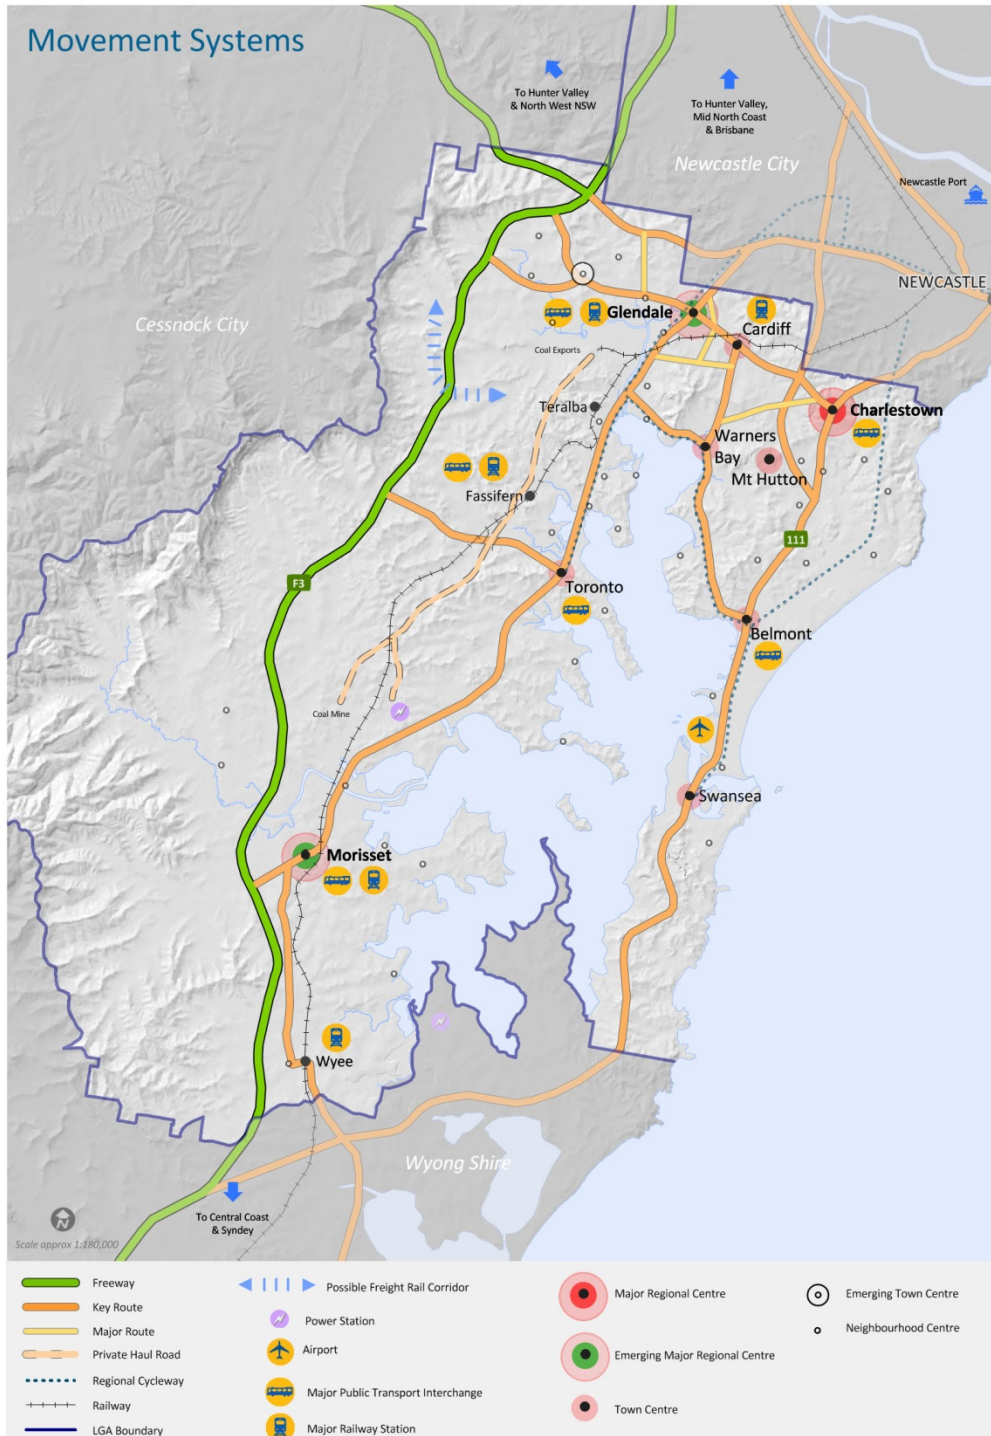 Movement Systems
To Hunter Valley
& North West NSW
To Hunter Valley,
Mid North Coast
& Brisbane
Newcastle City
Newcastle Port
NEWCASTLE
Cessnock City
Glendale
Cardiff
Coal Exports
Teralba
Charlestown
Warners
Bay
Mt Hutton
Fassifern
111
F3
Toronto
Belmont
Coal Mine
Swansea
Morisset
Wyee
Wyong Shire
To Central Coast
& Syndey
N
Scale approx 1:180,000
Freeway
Key Route
Major Route
Private Haul Road
Regional Cycleway
Railway
LGA Boundary
Possible Freight Rail Corridor
Power Station
Airport
Major Public Transport Interchange
Major Railway Station
Major Regional Centre
Emerging Major Regional Centre
Town Centre
Emerging Town Centre
Neighbourhood Centre